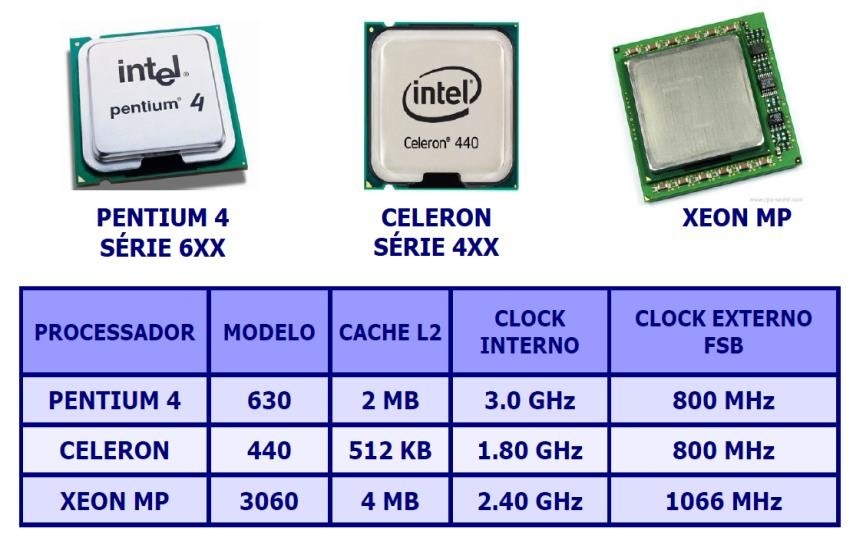 intel®
pentium® 4
intel®
Celeron® 440
PENTIUM 4
SÉRIE 6XX
CELERON
SÉRIE 4XX
XEON MP
PROCESSADOR MODELO CACHE L2 CLOCK INTERNO CLOCK EXTERNO FSB
PENTIUM 4 630 2 MB 3.0 GHz 800 MHz
CELERON 440 512 KB 1.80 GHz 800 MHz
XEON MP 3060 4 MB 2.40 GHz 1066 MHz